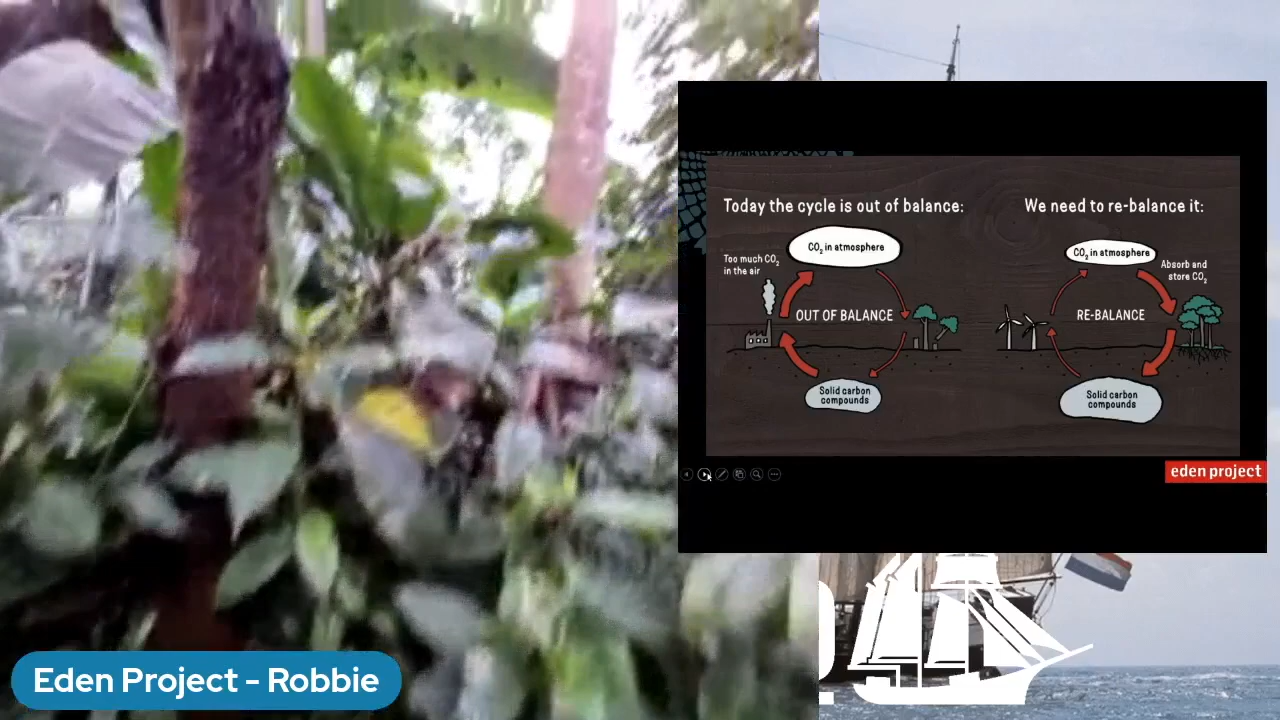 Today the cycle is out of balance:
We need to re-balance it:
CO₂ in atmosphere
Too much CO₂
in the air
OUT OF BALANCE
Solid carbon
compounds
CO₂ in atmosphere
Absorb and
store CO₂
RE-BALANCE
Solid carbon
compounds
eden project
Eden Project - Robbie